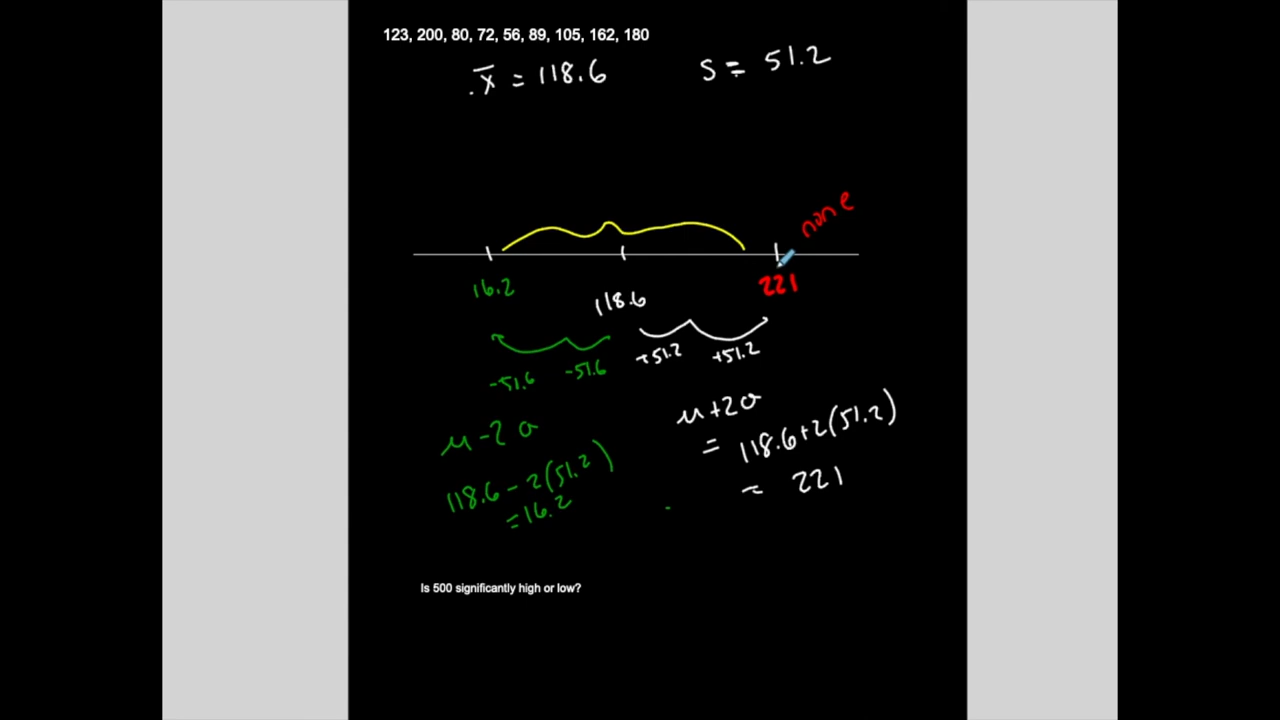 123, 200, 80, 72, 56, 89, 105, 162, 180
x̄ = 118.6
S = 51.2
none
16.2
118.6
221
-51.6
-51.6
+51.2
+51.2
μ-2σ
118.6 - 2(51.2)
= 16.2
μ+2σ
= 118.6+2(51.2)
= 221
Is 500 significantly high or low?